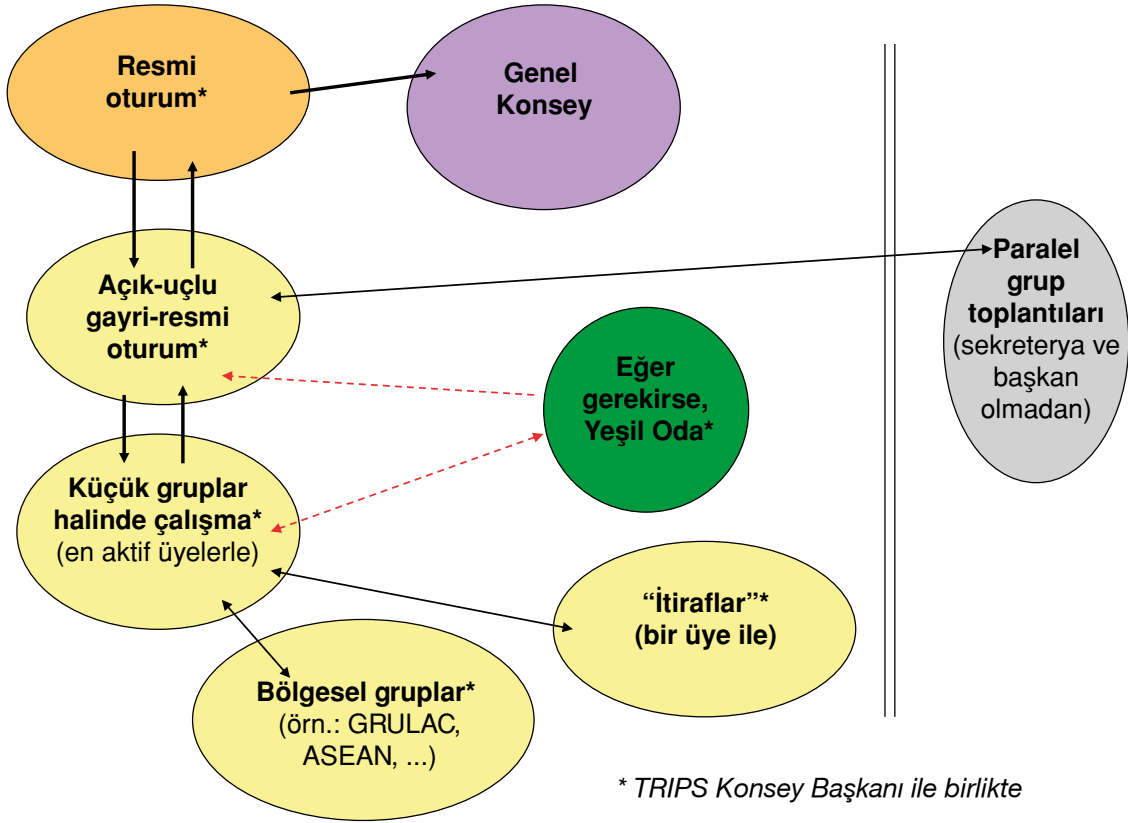 Resmi
oturum*
Genel
Konsey
Açık-uçlu
gayri-resmi
oturum*
Paralel
grup
toplantıları
(sekreterya ve
başkan
olmadan)
Eğer
gerekirse,
Yeşil Oda*
Küçük gruplar
halinde çalışma*
(en aktif üyelerle)
“İtiraflar”*
(bir üye ile)
Bölgesel gruplar*
(örn.: GRULAC,
ASEAN, ...)
* TRIPS Konsey Başkanı ile birlikte